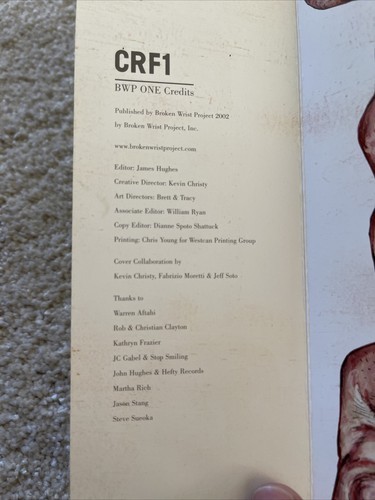 CRF1
BWP ONE Credits
Published by Broken Wrist Project 2002
by Broken Wrist Project, Inc.
www.brokenwristproject.com
Editor: James Hughes
Creative Director: Kevin Christy
Art Directors: Brett & Tracy
Associate Editor: William Ryan
Copy Editor: Dianne Spoto Shattuck
Printing: Chris Young for Westcan Printing Group
Cover Collaboration by
Kevin Christy, Fabrizio Moretti & Jeff Soto
Thanks to
Warren Aftahi
Rob & Christian Clayton
Kathryn Frazier
JC Gabel & Stop Smiling
John Hughes & Hefty Records
Martha Rich
Jason Stang
Steve Suroka